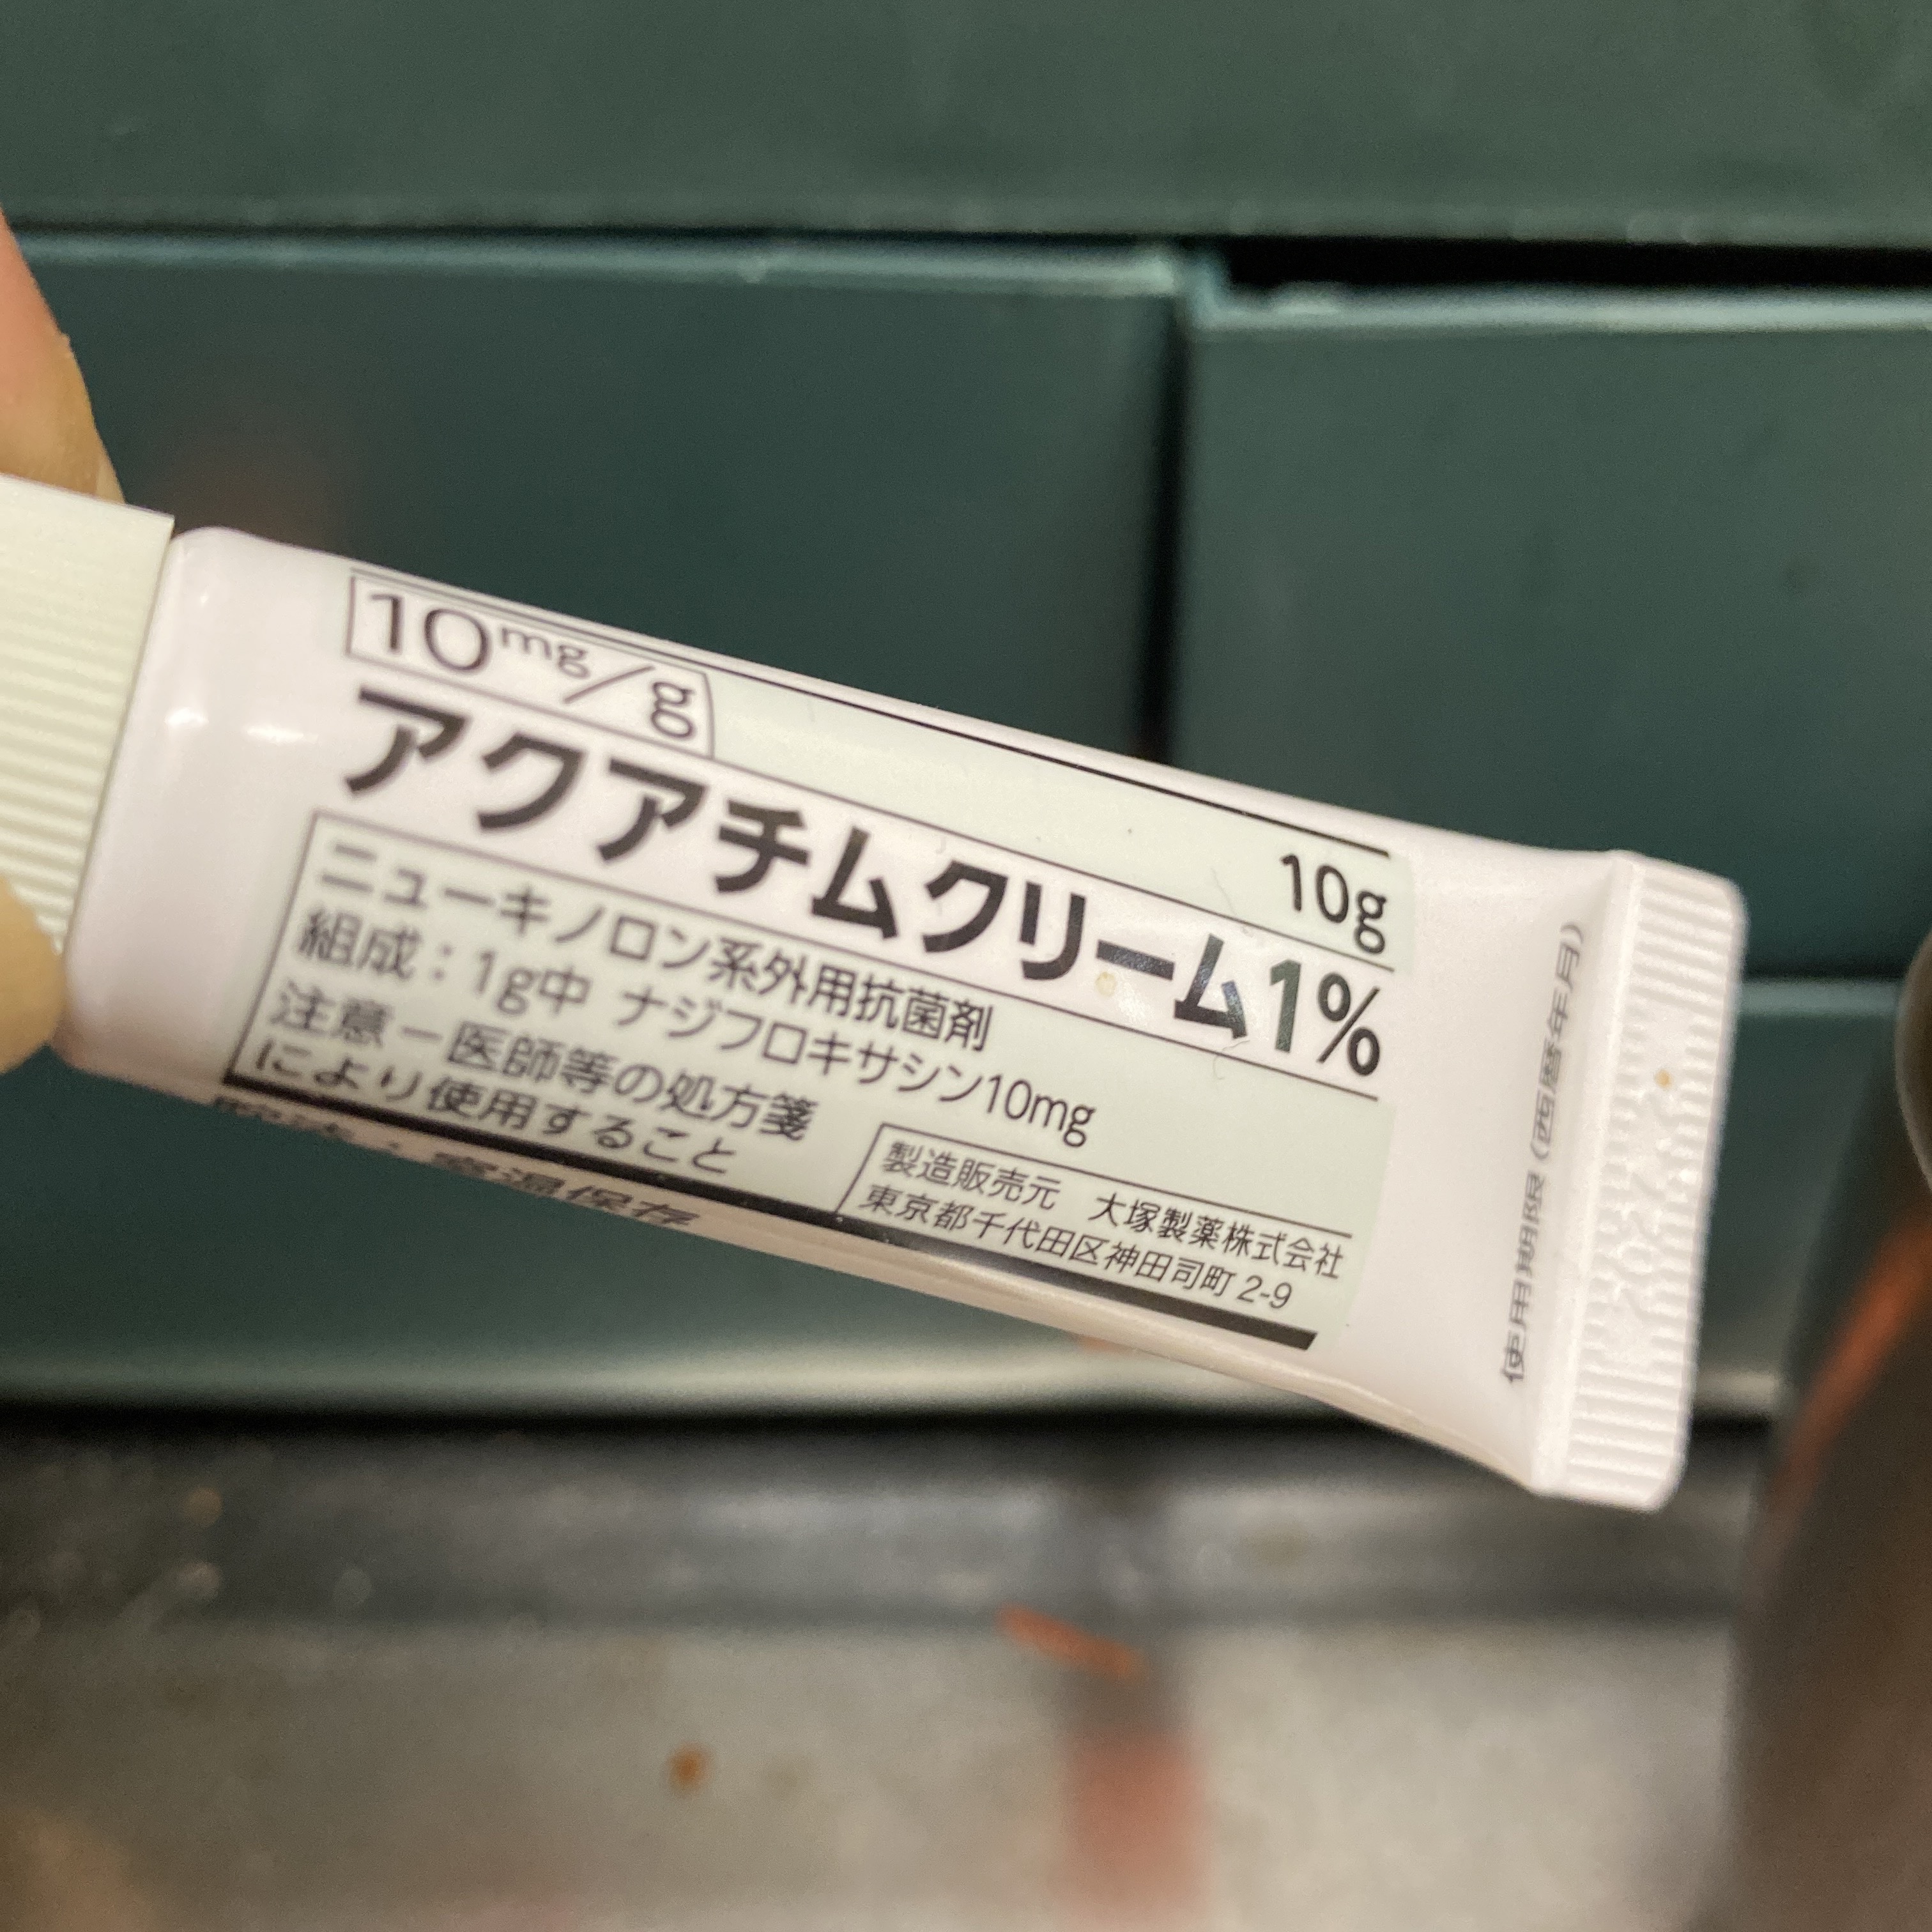 10mg/g
10g
アクアチムクリーム1%
ニューキノロン系外用抗菌剤
組成：1g中 ナジフロキサシン10mg
注意－医師等の処方箋
により使用すること
製造販売元 大塚製薬株式会社
東京都千代田区神田司町2-9
室温保存
使用期限(西暦年月)